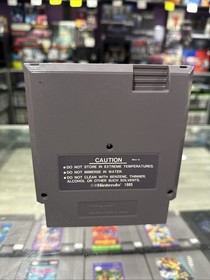 CAUTION
●DO NOT STORE IN EXTREME TEMPERATURES.
●DO NOT IMMERSE IN WATER.
●DO NOT CLEAN WITH BENZENE, THINNER,
ALCOHOL OR OTHER SUCH SOLVENTS.
©Nintendo 1985